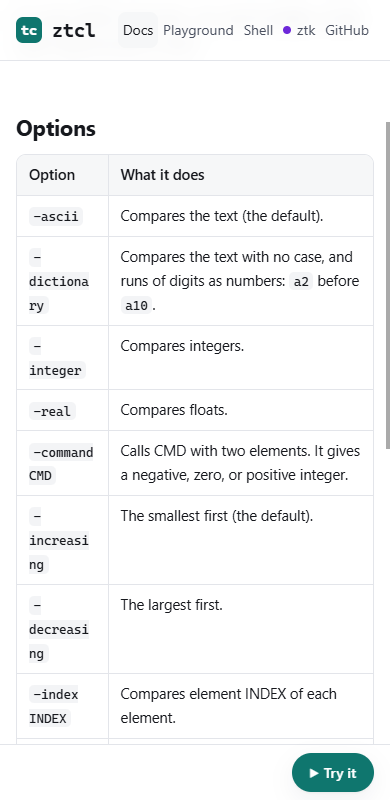 tc ztcl Docs Playground Shell ztk GitHub
Options
Option What it does
-ascii Compares the text (the default).
- Compares the text with no case, and
dictiona runs of digits as numbers: a2 before
ry a10 .
- Compares integers.
integer
-real Compares floats.
-command Calls CMD with two elements. It gives
CMD a negative, zero, or positive integer.
- The smallest first (the default).
increasi
ng
- The largest first.
decreasi
ng
-index Compares element INDEX of each
INDEX element.
Try it